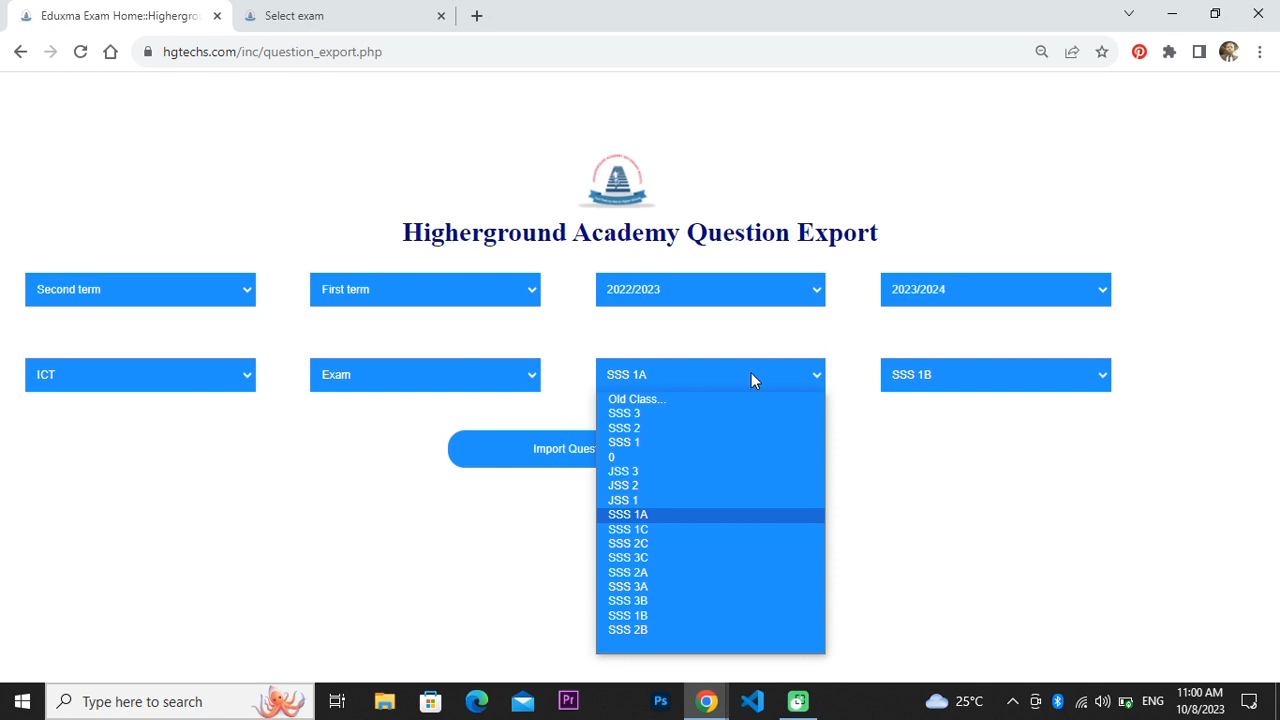 Eduxma Exam Home::Highergrou
Select exam
hgtechs.com/inc/question_export.php
Higherground Academy Question Export
Second term
First term
2022/2023
2023/2024
ICT
Exam
SSS 1A
SSS 1B
Old Class...
SSS 3
SSS 2
SSS 1
0
JSS 3
JSS 2
JSS 1
SSS 1A
SSS 1C
SSS 2C
SSS 3C
SSS 2A
SSS 3A
SSS 3B
SSS 1B
SSS 2B
Import Ques
Type here to search
Pr
Ps
25°C
ENG
11:00 AM
10/8/2023